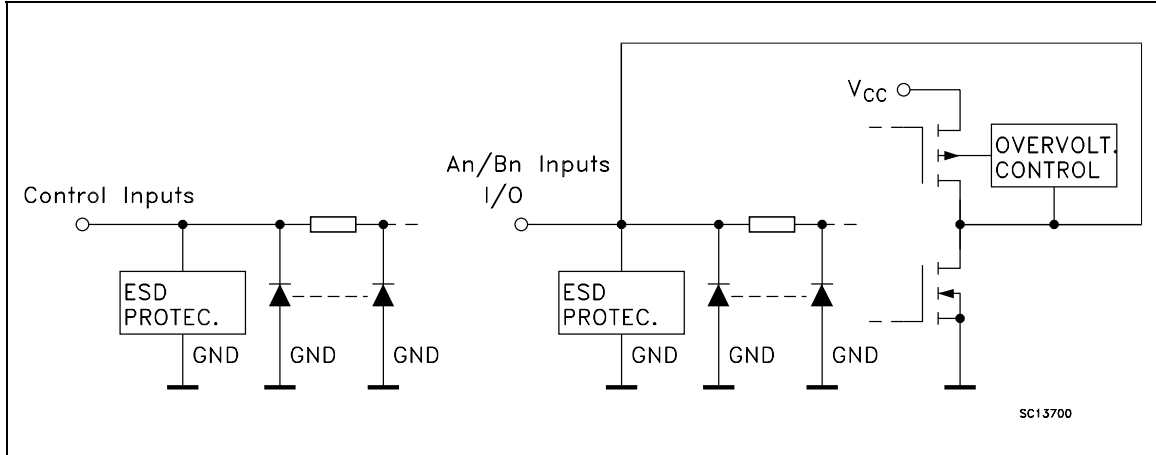 Control Inputs
ESD
PROTEC.
GND
GND
GND
An/Bn Inputs
I/O
ESD
PROTEC.
GND
GND
GND
VCC
OVERVOLT.
CONTROL
SC13700